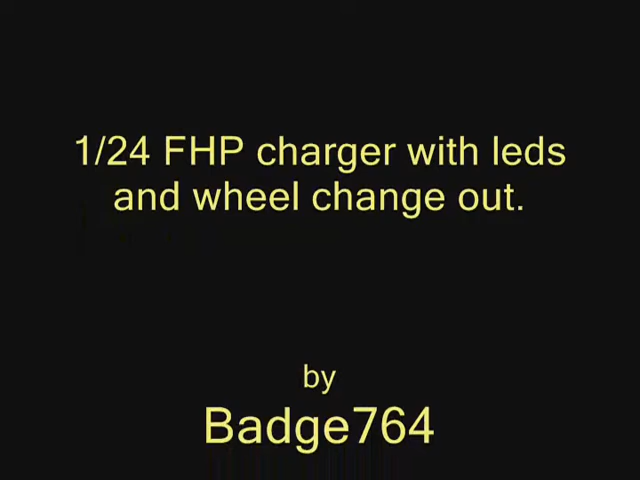 1/24 FHP charger with leds
and wheel change out.
by
Badge764